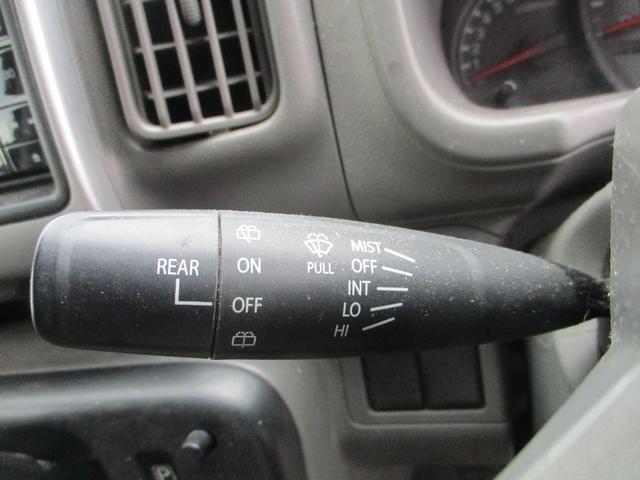 REAR
ON
OFF
PULL
MIST
OFF
INT
LO
HI
P